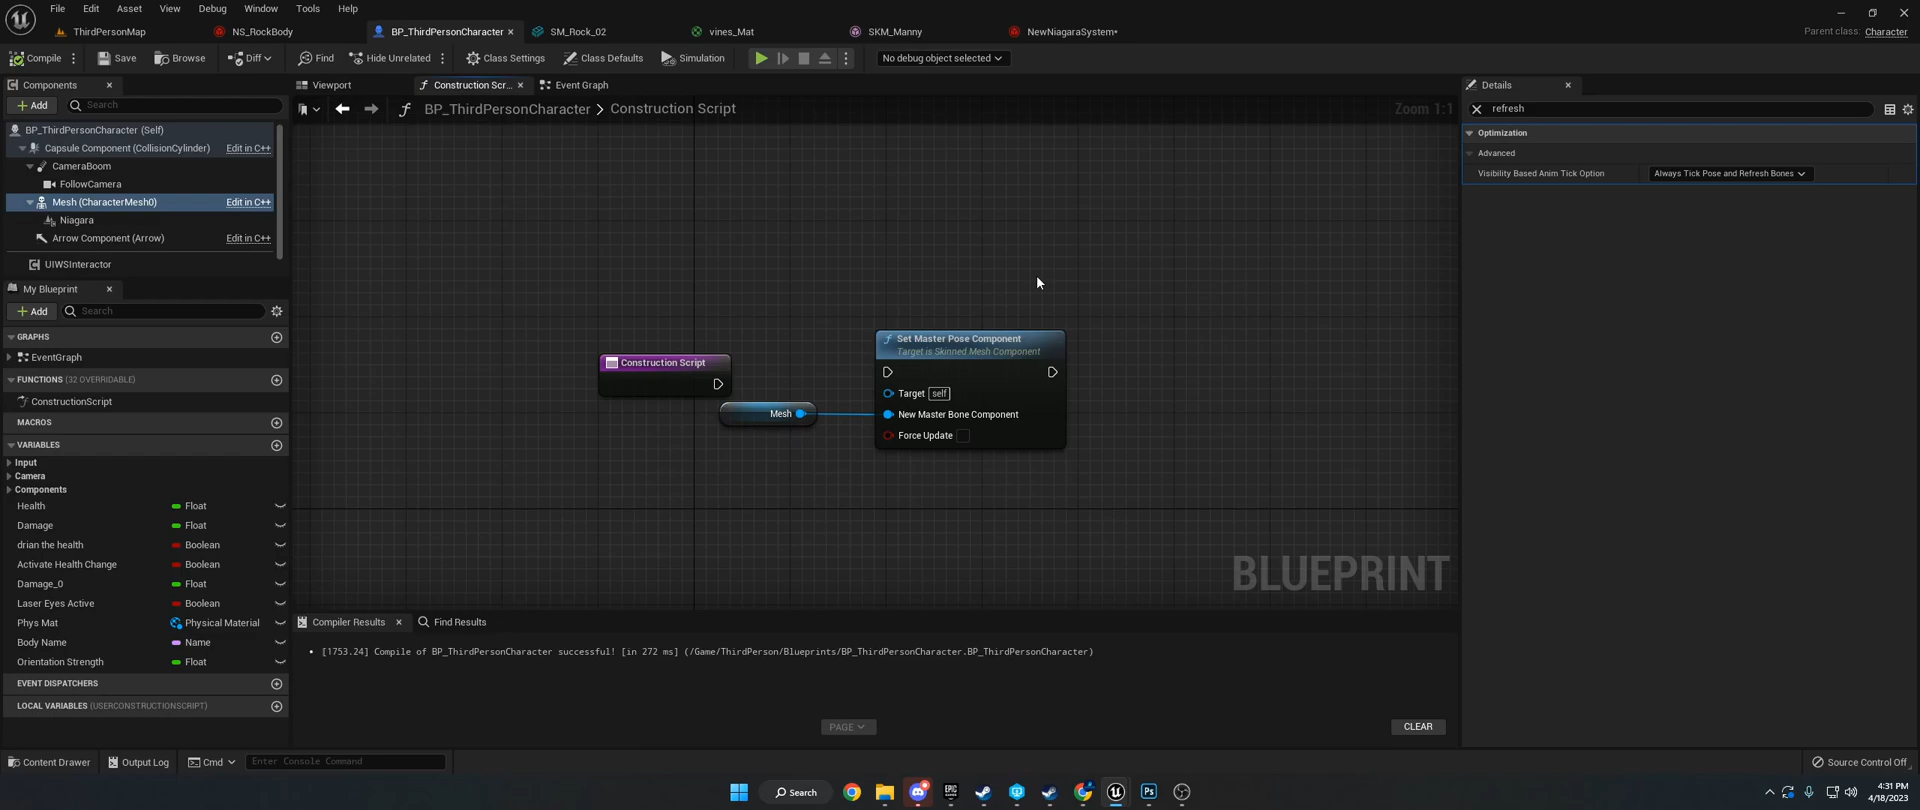 File Edit Asset View Debug Window Tools Help
ThirdPersonMap NS_RockBody BP_ThirdPersonCharacter SM_Rock_02 vines_Mat SKM_Manny NewNiagaraSystem*
Parent class: Character
Compile Save Browse Diff Find Hide Unrelated Class Settings Class Defaults Simulation No debug object selected
Components
Add Search
BP_ThirdPersonCharacter (Self)
Capsule Component (CollisionCylinder) Edit in C++
CameraBoom
FollowCamera
Mesh (CharacterMesh0) Edit in C++
Niagara
Arrow Component (Arrow) Edit in C++
UIWSInteractor
My Blueprint
Add Search
GRAPHS
EventGraph
FUNCTIONS (32 OVERRIDABLE)
ConstructionScript
MACROS
VARIABLES
Input
Camera
Components
Health Float
Damage Float
drian the health Boolean
Activate Health Change Boolean
Damage_0 Float
Laser Eyes Active Boolean
Phys Mat Physical Material
Body Name Name
Orientation Strength Float
EVENT DISPATCHERS
LOCAL VARIABLES (USERCONSTRUCTIONSCRIPT)
Viewport Construction Scr... Event Graph
BP_ThirdPersonCharacter > Construction Script
Zoom 1:1
Construction Script
Mesh
Set Master Pose Component
Target is Skinned Mesh Component
Target self
New Master Bone Component
Force Update
BLUEPRINT
Compiler Results Find Results
[1753.24] Compile of BP_ThirdPersonCharacter successful! [in 272 ms] (/Game/ThirdPerson/Blueprints/BP_ThirdPersonCharacter.BP_ThirdPersonCharacter)
PAGE
CLEAR
Details
refresh
Optimization
Advanced
Visibility Based Anim Tick Option Always Tick Pose and Refresh Bones
Content Drawer Output Log Cmd Enter Console Command
Source Control Off
Search
Ps
4:31 PM
4/18/2023